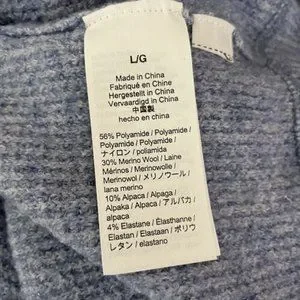 L/G
Made in China
Fabriqué en Chine
Hergestellt in China
Vervaardigd in China
中国製
hecho en china
56% Polyamide / Polyamide /
Polyamide / Polyamide /
ナイロン / poliamida
30% Merino Wool / Laine
Mérinos / Merinowolle /
Merinowol / メリノウール /
lana merino
10% Alpaca / Alpaga /
Alpaka / Alpaca / アルパカ /
alpaca
4% Elastane / Élasthanne /
Elastan / Elastaan / ポリウ
レタン / elastano